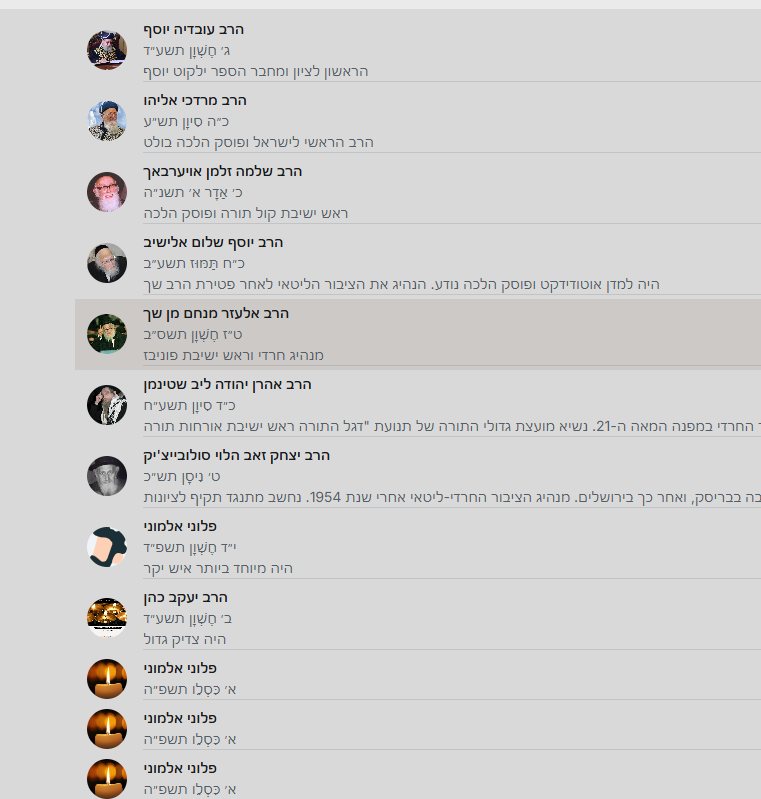 הרב עובדיה יוסף
ג׳ חֶשְׁוָן תשע״ד
הראשון לציון ומחבר הספר ילקוט יוסף
הרב מרדכי אליהו
כ״ה סִיוָן תש״ע
הרב הראשי לישראל ופוסק הלכה בולט
הרב שלמה זלמן אויערבאך
כ׳ אֲדָר א׳ תשנ״ה
ראש ישיבת קול תורה ופוסק הלכה
הרב יוסף שלום אלישיב
כ״ח תַּמּוּז תשע״ב
היה למדן אוטודידקט ופוסק הלכה נודע. הנהיג את הציבור הליטאי לאחר פטירת הרב שך
הרב אלעזר מנחם מן שך
ט״ז חֶשְׁוָן תשס״ב
מנהיג חרדי וראש ישיבת פוניבז
הרב אהרן יהודה ליב שטינמן
כ״ד סִיוָן תשע״ח
החרדי במפנה המאה ה-21. נשיא מועצת גדולי התורה של תנועת "דגל התורה ראש ישיבת אורחות תורה
הרב יצחק זאב הלוי סולובייצ'יק
ט׳ נִיסָן תש״כ
בבריסק, ואחר כך בירושלים. מנהיג הציבור החרדי-ליטאי אחרי שנת 1954. נחשב מתנגד תקיף לציונות
פלוני אלמוני
י״ד חֶשְׁוָן תשפ״ד
היה מיוחד ביותר איש יקר
הרב יעקב כהן
ב׳ חֶשְׁוָן תשע״ד
היה צדיק גדול
פלוני אלמוני
א׳ כִּסְלֵו תשפ״ה
פלוני אלמוני
א׳ כִּסְלֵו תשפ״ה
פלוני אלמוני
א׳ כִּסְלֵו תשפ״ה